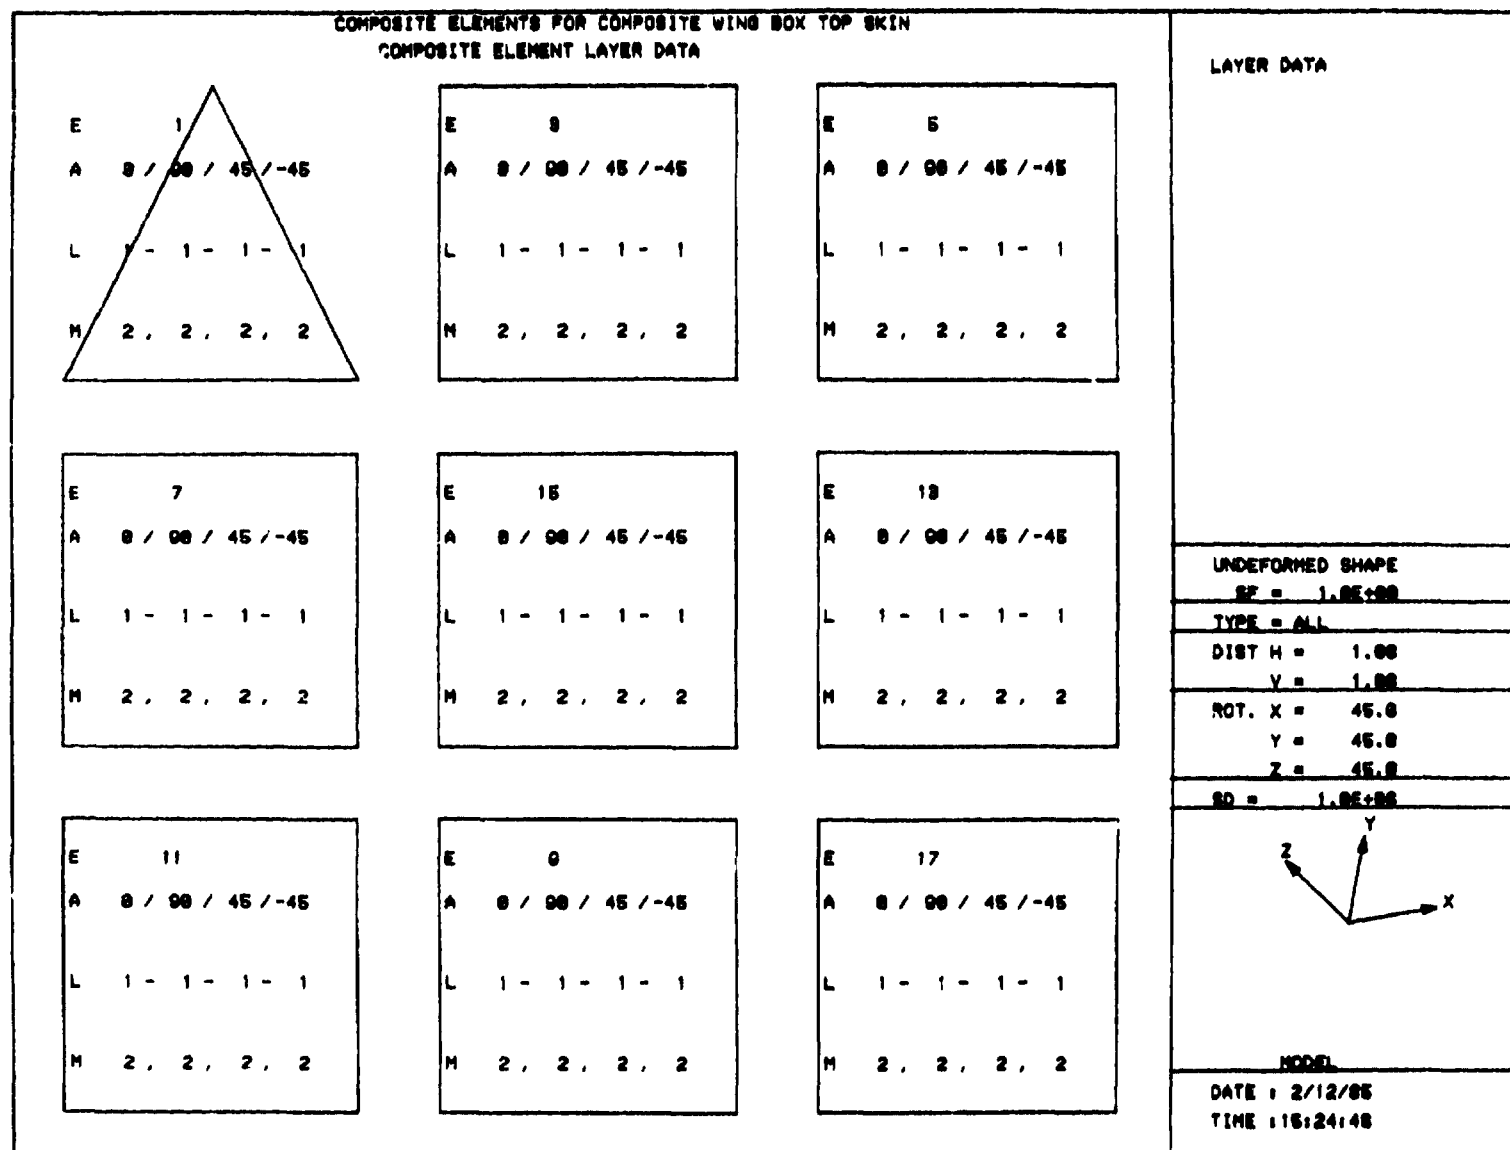 COMPOSITE ELEMENTS FOR COMPOSITE WING BOX TOP SKIN
COMPOSITE ELEMENT LAYER DATA
E 1
A 0 / 90 / 45 /-45
L 1 - 1 - 1 - 1
M 2 , 2 , 2 , 2
E 3
A 0 / 90 / 45 /-45
L 1 - 1 - 1 - 1
M 2 , 2 , 2 , 2
E 5
A 0 / 90 / 45 /-45
L 1 - 1 - 1 - 1
M 2 , 2 , 2 , 2
E 7
A 0 / 90 / 45 /-45
L 1 - 1 - 1 - 1
M 2 , 2 , 2 , 2
E 15
A 0 / 90 / 45 /-45
L 1 - 1 - 1 - 1
M 2 , 2 , 2 , 2
E 13
A 0 / 90 / 45 /-45
L 1 - 1 - 1 - 1
M 2 , 2 , 2 , 2
E 11
A 0 / 90 / 45 /-45
L 1 - 1 - 1 - 1
M 2 , 2 , 2 , 2
E 9
A 0 / 90 / 45 /-45
L 1 - 1 - 1 - 1
M 2 , 2 , 2 , 2
E 17
A 0 / 90 / 45 /-45
L 1 - 1 - 1 - 1
M 2 , 2 , 2 , 2
LAYER DATA
UNDEFORMED SHAPE
SF = 1.0E+00
TYPE = ALL
DIST H = 1.00
V = 1.00
ROT. X = 45.0
Y = 45.0
Z = 45.0
SD =
Y
Z
X
MODEL
DATE : 2/12/85
TIME :